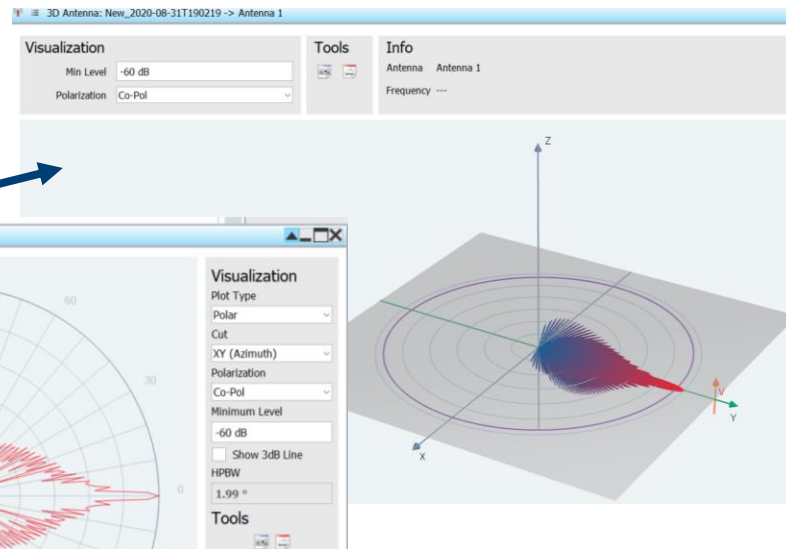 3D Antenna: New_2020-08-31T190219 -> Antenna 1
Visualization
Min Level -60 dB
Polarization Co-Pol
Tools
Info
Antenna Antenna 1
Frequency ---
Z
V
Y
X
60
30
0
Visualization
Plot Type
Polar
Cut
XY (Azimuth)
Polarization
Co-Pol
Minimum Level
-60 dB
Show 3dB Line
HPBW
1.99 °
Tools